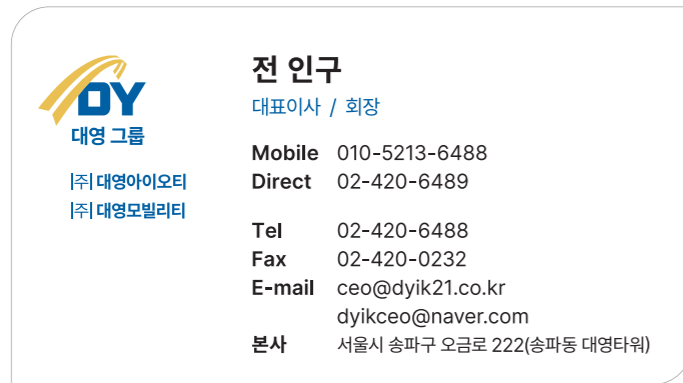 DY
대영 그룹
|주| 대영아이오티
|주| 대영모빌리티
전 인구
대표이사 / 회장
Mobile 010-5213-6488
Direct 02-420-6489
Tel 02-420-6488
Fax 02-420-0232
E-mail ceo@dyik21.co.kr
dyikceo@naver.com
본사 서울시 송파구 오금로 222(송파동 대영타워)